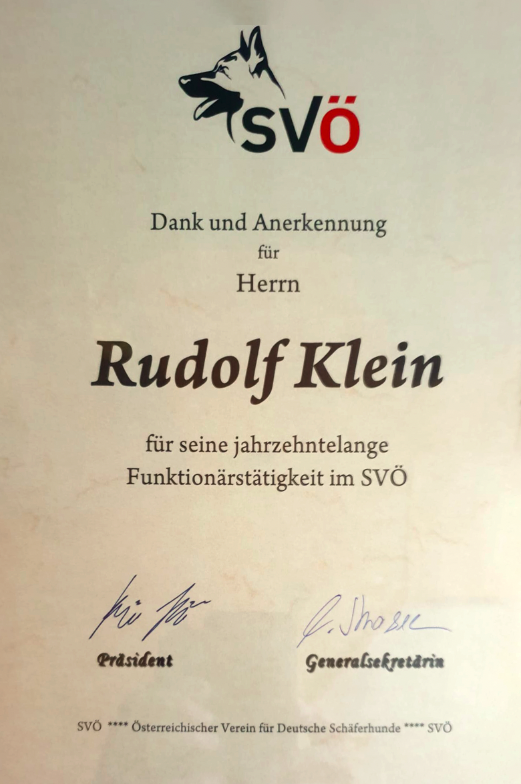 SVÖ
Dank und Anerkennung
für
Herrn
Rudolf Klein
für seine jahrzehntelange
Funktionärstätigkeit im SVÖ
Präsident
Generalsekretärin
SVÖ **** Österreichischer Verein für Deutsche Schäferhunde **** SVÖ